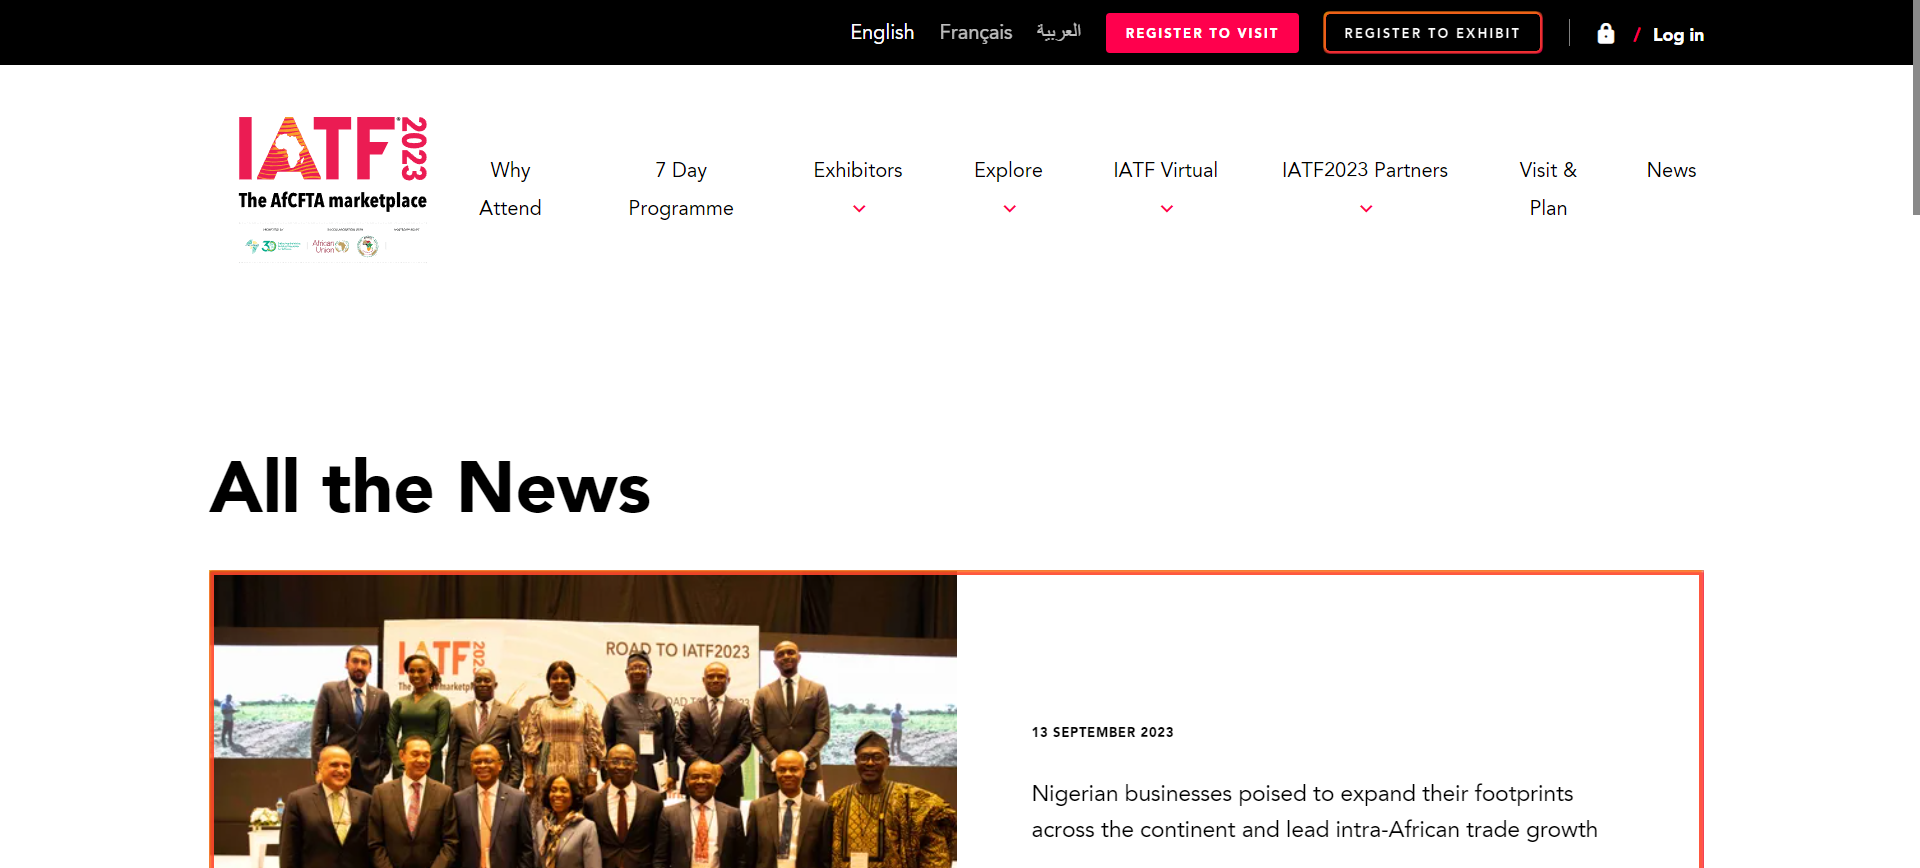 English Français العربية REGISTER TO VISIT REGISTER TO EXHIBIT / Log in
IATF 2023
The AfCFTA marketplace
30
African Union
Why Attend
7 Day Programme
Exhibitors
Explore
IATF Virtual
IATF2023 Partners
Visit & Plan
News
All the News
IATF 2023
ROAD TO IATF2023
13 SEPTEMBER 2023
Nigerian businesses poised to expand their footprints
across the continent and lead intra-African trade growth